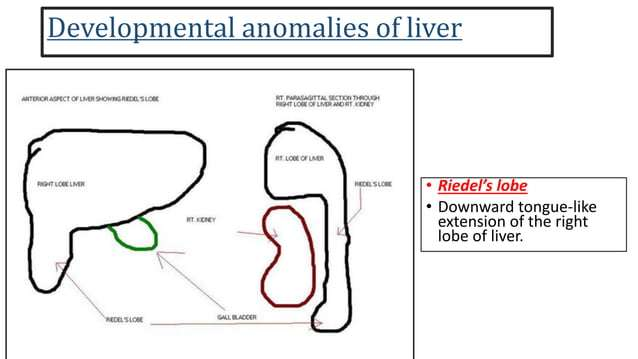 Developmental anomalies of liver
ANTERIOR ASPECT OF LIVER SHOWING RIEDEL'S LOBE
RT. PARASAGITTAL SECTION THROUGH
RIGHT LOBE OF LIVER AND RT. KIDNEY
RT. LOBE OF LIVER
RIGHT LOBE LIVER
RIEDEL'S LOBE
RT. KIDNEY
RIEDEL'S LOBE
GALL BLADDER
• Riedel's lobe
• Downward tongue-like
extension of the right
lobe of liver.